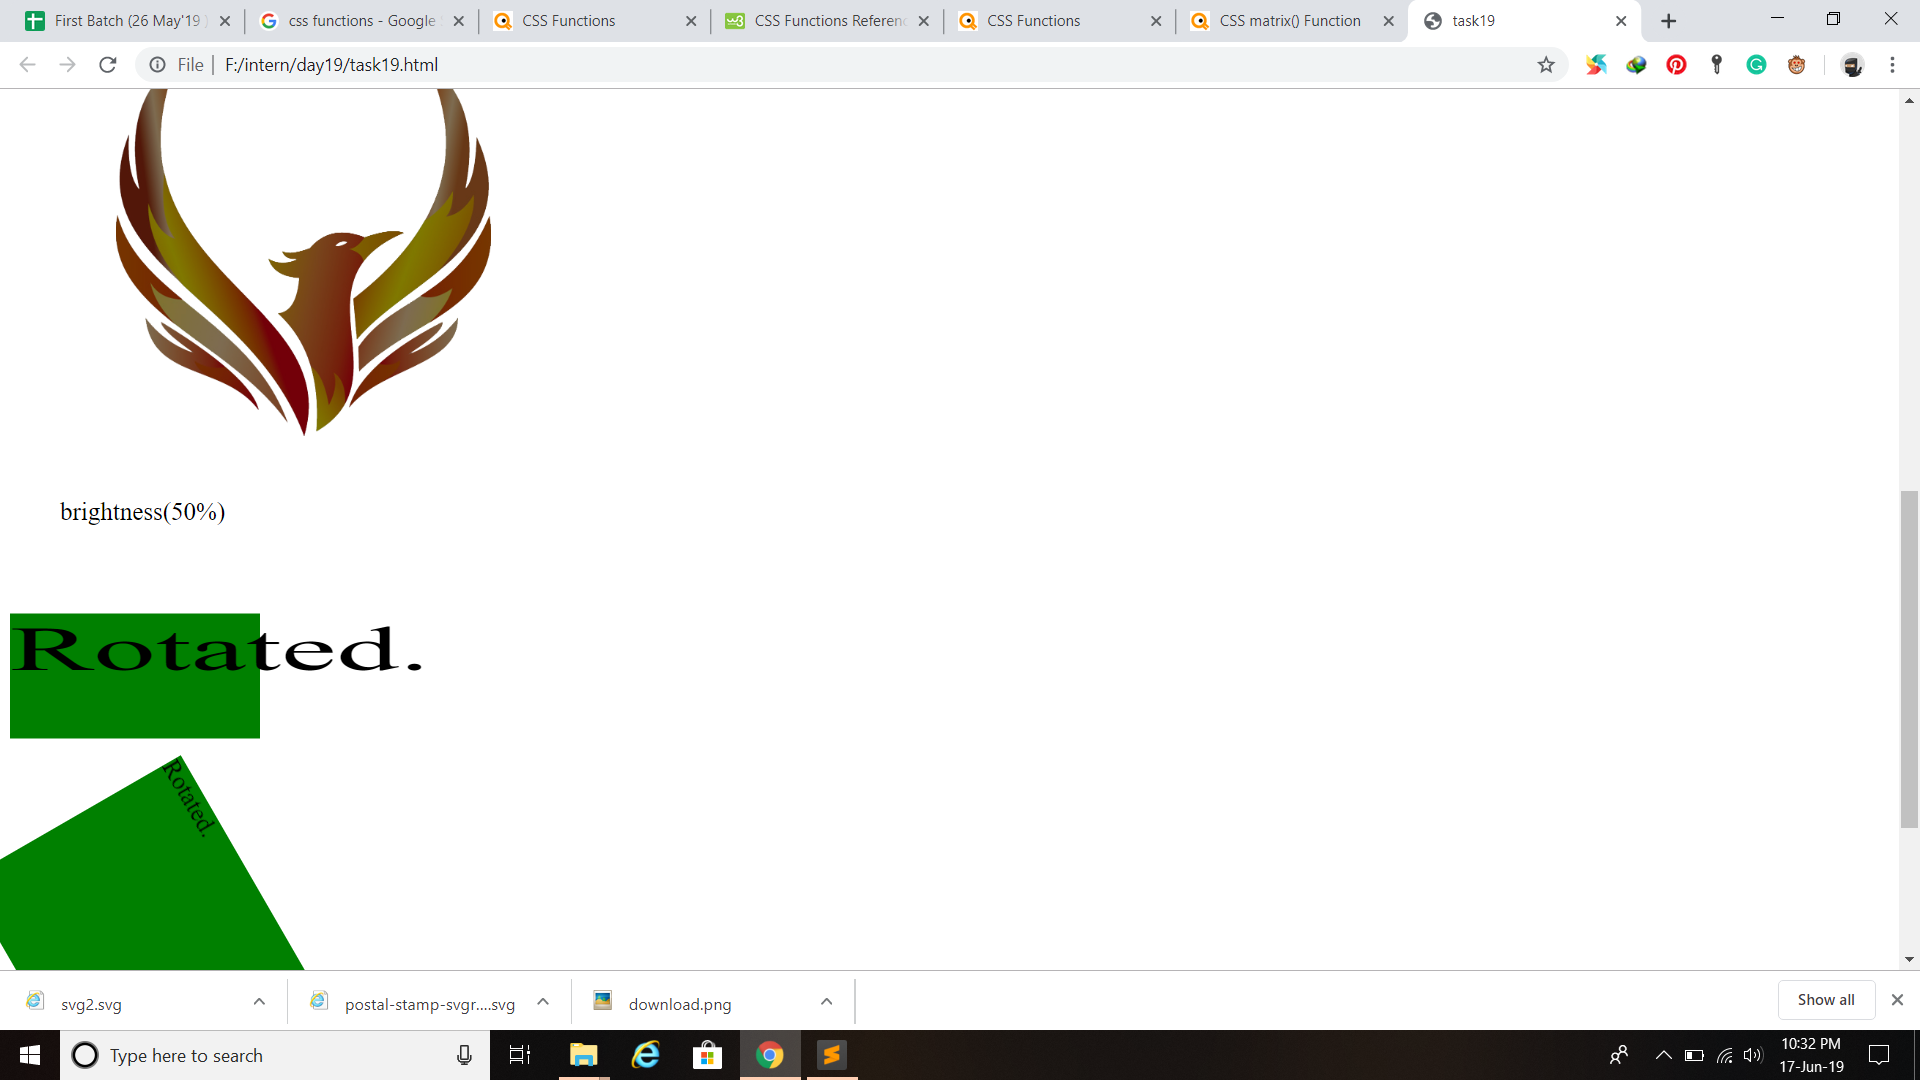 First Batch (26 May'19
css functions - Google
CSS Functions
CSS Functions Referen
CSS Functions
CSS matrix() Function
task19
File
F:/intern/day19/task19.html
brightness(50%)
Rotated.
Rotated.
svg2.svg
postal-stamp-svgr....svg
download.png
Show all
Type here to search
10:32 PM
17-Jun-19